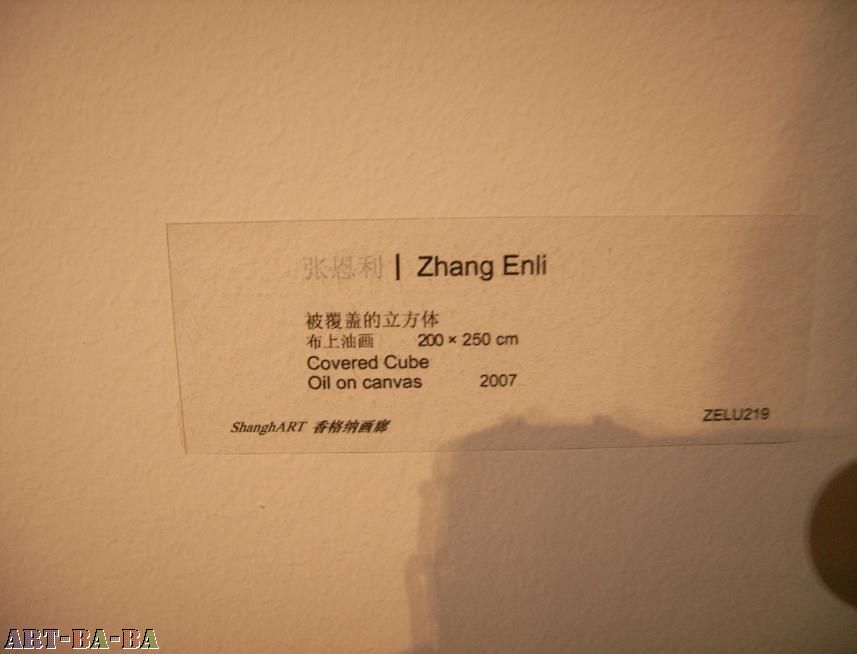 张恩利 | Zhang Enli
被覆盖的立方体
布上油画 200 × 250 cm
Covered Cube
Oil on canvas 2007
ShanghART 香格纳画廊 ZELU219
ART-BA-BA